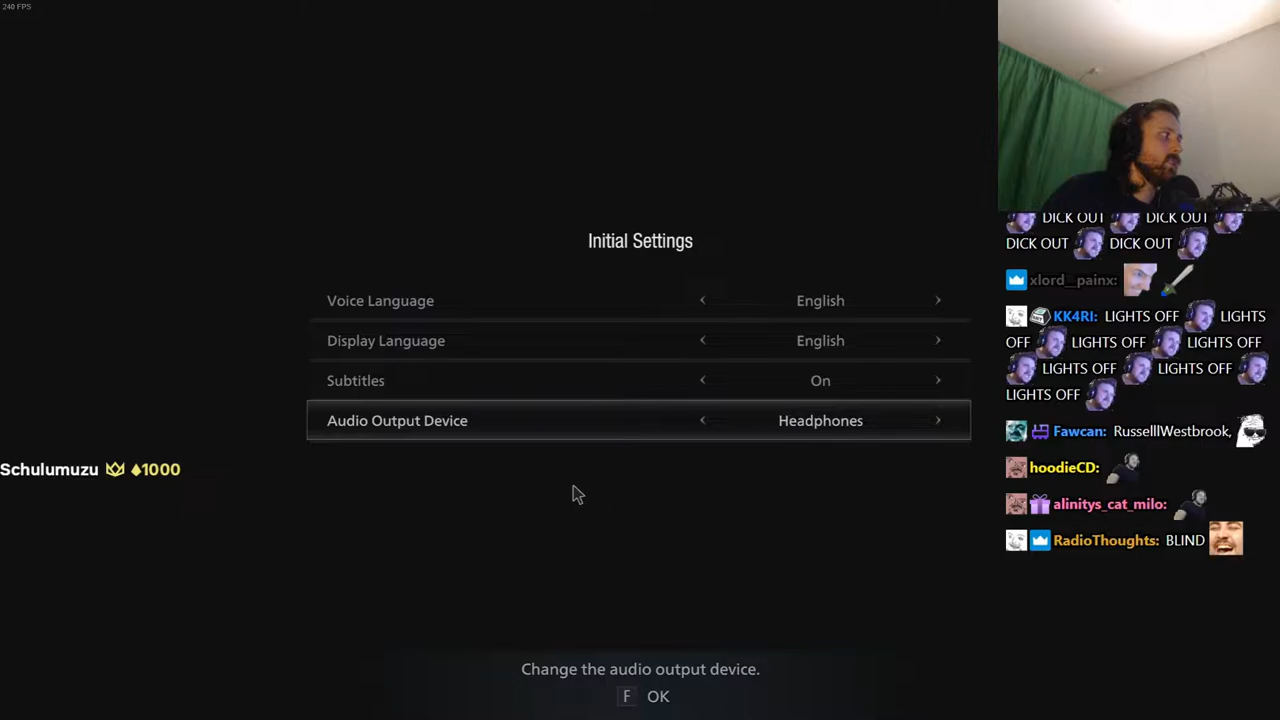 240 FPS
Initial Settings
Voice Language English
Display Language English
Subtitles On
Audio Output Device Headphones
Schulumuzu 1000
Change the audio output device.
F OK
DICK OUT DICK OUT
DICK OUT DICK OUT
xlord__painx:
KK4RI: LIGHTS OFF LIGHTS
OFF LIGHTS OFF LIGHTS OFF
LIGHTS OFF LIGHTS OFF
LIGHTS OFF
Fawcan: RusselllWestbrook,
hoodieCD:
alinitys_cat_milo:
RadioThoughts: BLIND